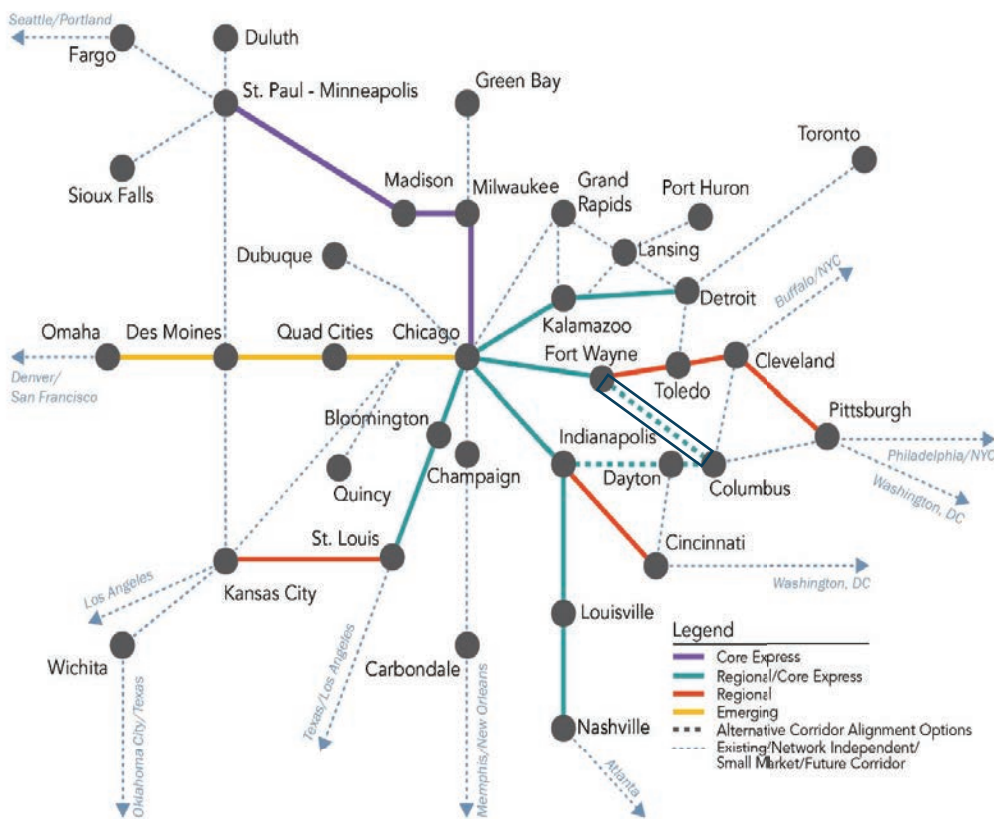 Seattle/Portland
Fargo
Duluth
St. Paul - Minneapolis
Green Bay
Toronto
Sioux Falls
Madison
Milwaukee
Grand
Rapids
Port Huron
Lansing
Dubuque
Detroit
Buffalo/NYC
Omaha
Des Moines
Quad Cities
Chicago
Kalamazoo
Fort Wayne
Toledo
Cleveland
Denver/
San Francisco
Pittsburgh
Bloomington
Indianapolis
Philadelphia/NYC
Quincy
Champaign
Dayton
Columbus
Washington, DC
St. Louis
Cincinnati
Los Angeles
Kansas City
Washington, DC
Louisville
Wichita
Carbondale
Texas/Los Angeles
Oklahoma City/Texas
Memphis/New Orleans
Nashville
Atlanta
Legend
Core Express
Regional/Core Express
Regional
Emerging
Alternative Corridor Alignment Options
Existing/Network Independent/
Small Market/Future Corridor